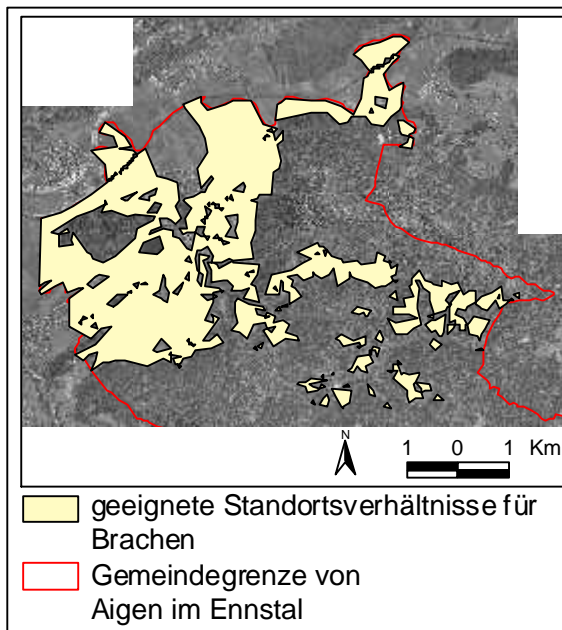 N
1 0 1 Km
geeignete Standortsverhältnisse für
Brachen
Gemeindegrenze von
Aigen im Ennstal